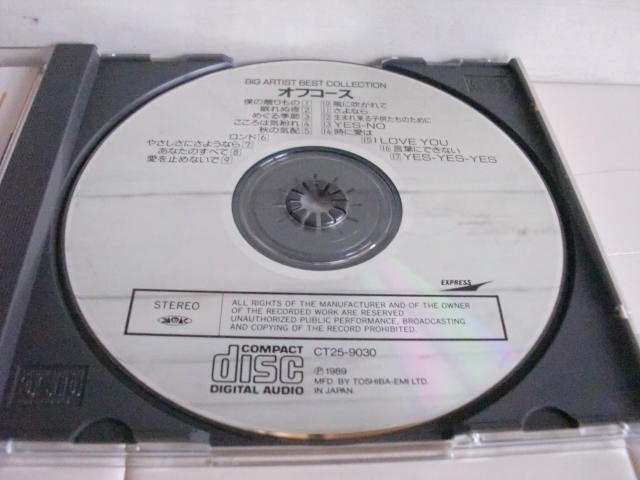 BIG ARTIST BEST COLLECTION
オフコース
僕の贈りもの 1
眠れぬ夜 2
めぐる季節 3
こころは気紛れ 4
秋の気配 5
ロンド 6
やさしさにさようなら 7
あなたのすべて 8
愛を止めないで 9
10 風に吹かれて
11 さよなら
12 生まれ来る子供たちのために
13 YES-NO
14 時に愛は
15 I LOVE YOU
16 言葉にできない
17 YES-YES-YES
EXPRESS
STEREO
ALL RIGHTS OF THE MANUFACTURER AND OF THE OWNER
OF THE RECORDED WORK ARE RESERVED
UNAUTHORIZED PUBLIC PERFORMANCE, BROADCASTING
AND COPYING OF THE RECORD PROHIBITED.
COMPACT
disc
DIGITAL AUDIO
CT25-9030
Ⓟ1989
MFD. BY TOSHIBA-EMI LTD.
IN JAPAN.